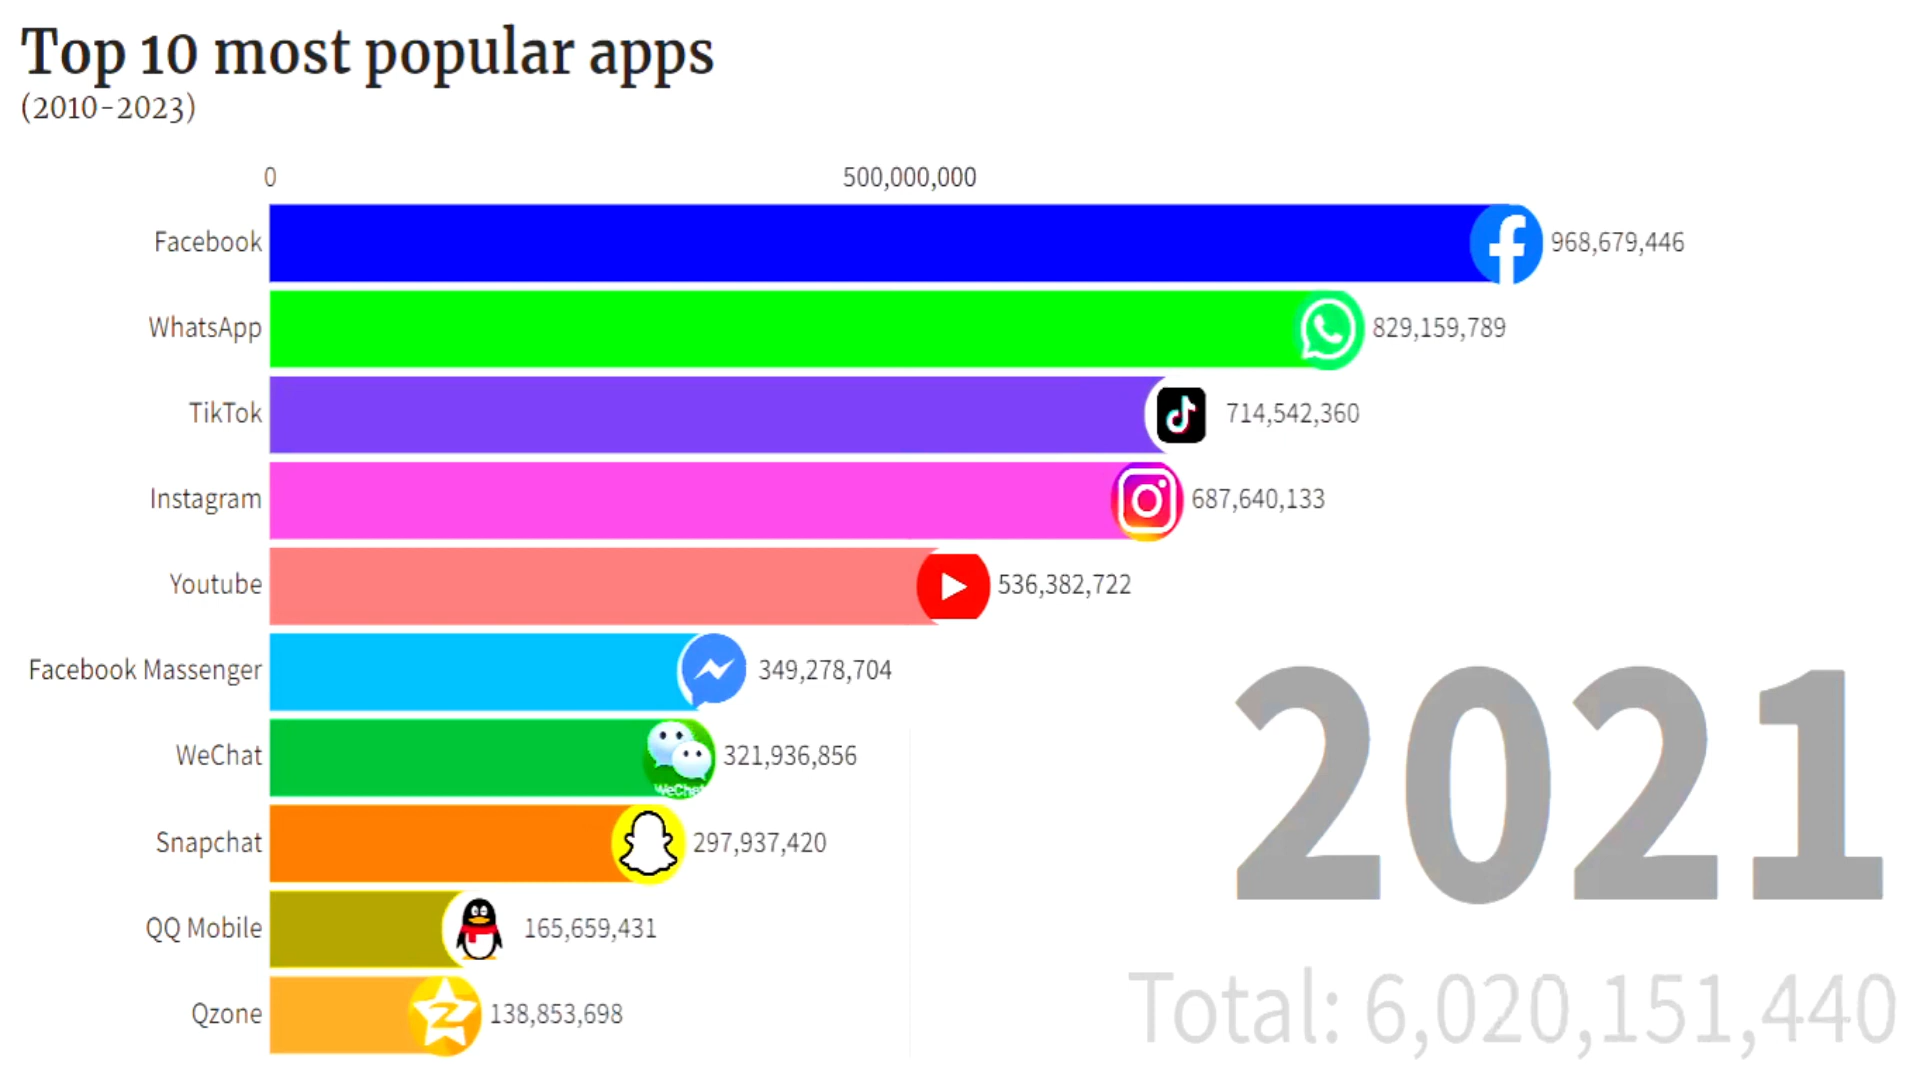 Top 10 most popular apps
(2010-2023)
0 500,000,000
Facebook 968,679,446
WhatsApp 829,159,789
TikTok 714,542,360
Instagram 687,640,133
Youtube 536,382,722
Facebook Massenger 349,278,704
WeChat WeChat 321,936,856
Snapchat 297,937,420
QQ Mobile 165,659,431
Qzone 138,853,698
2021
Total: 6,020,151,440